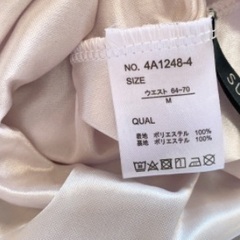 NO. 4A1248-4
SIZE
ウエスト 64-70
M
QUAL
表地 ポリエステル 100%
裏地 ポリエステル 100%